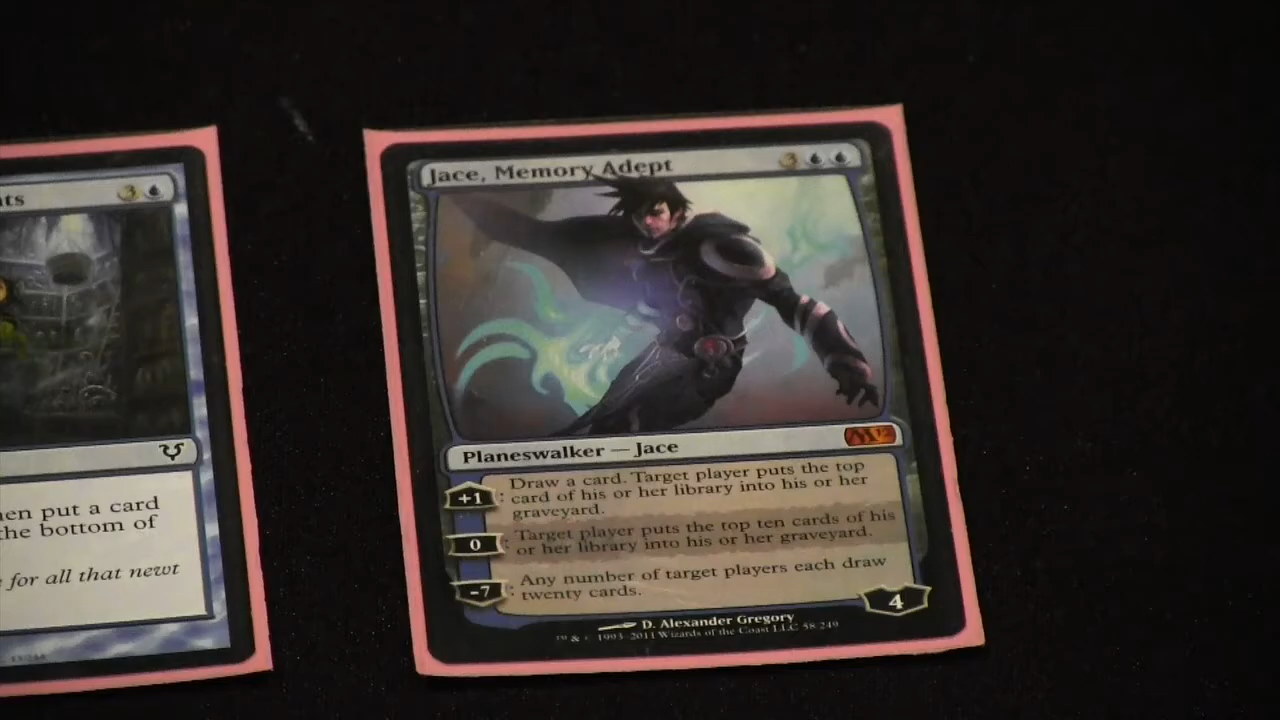 ts
3
hen put a card
the bottom of
for all that newt
Jace, Memory Adept
3
Planeswalker — Jace
+1: Draw a card. Target player puts the top
card of his or her library into his or her
graveyard.
0: Target player puts the top ten cards of his
or her library into his or her graveyard.
-7: Any number of target players each draw
twenty cards.
4
D. Alexander Gregory
™ & © 1993-2011 Wizards of the Coast LLC 58/249